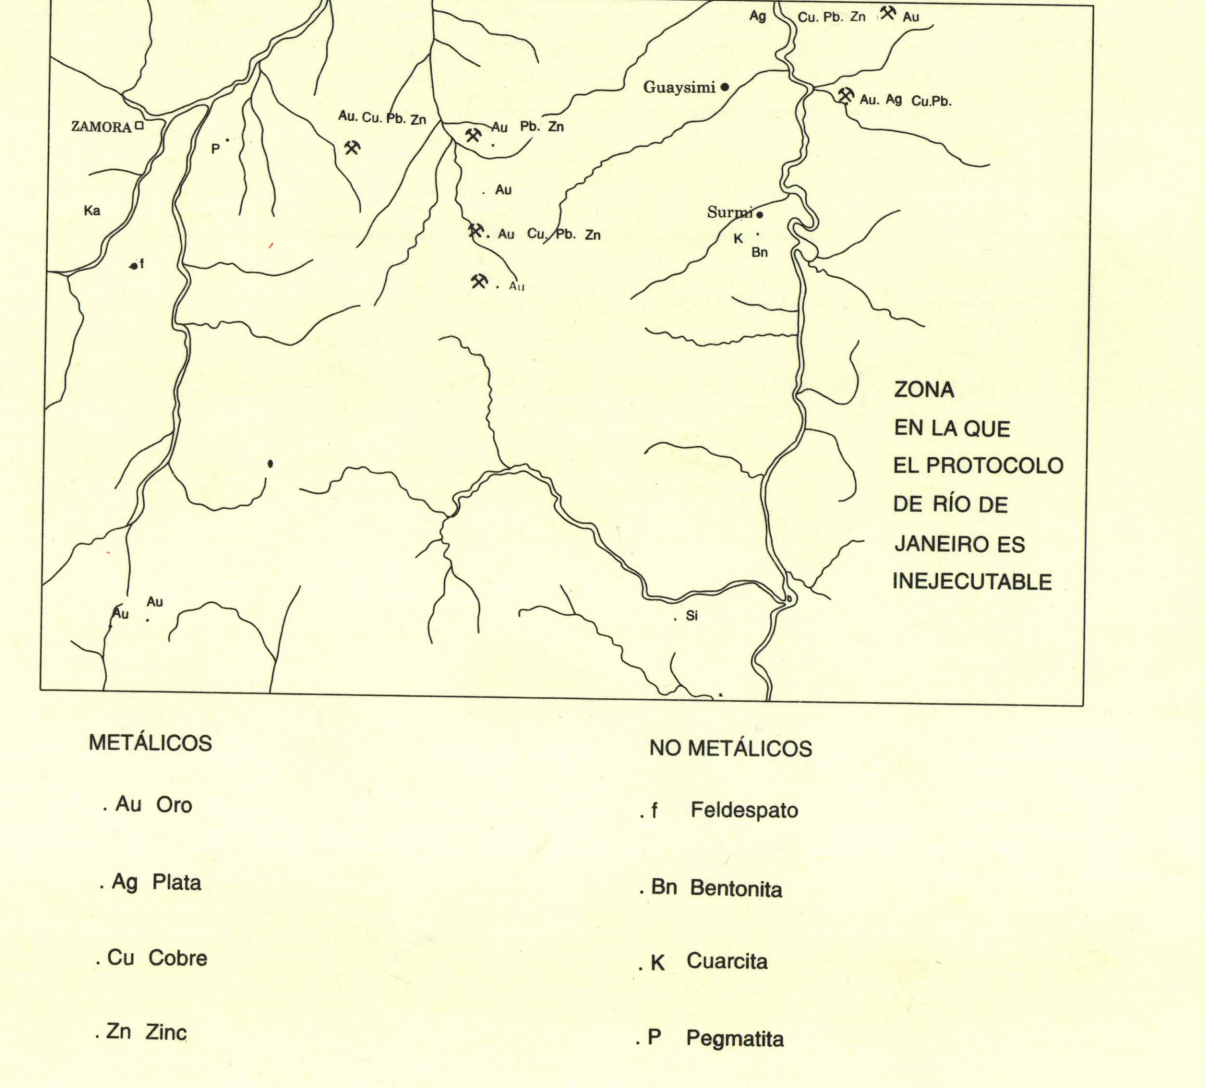 Ag Cu. Pb. Zn Au
Guaysimi
Au. Ag Cu.Pb.
Au. Cu. Pb. Zn
Au Pb. Zn
ZAMORA
P
Au
Ka
Surmi
Au Cu. Pb. Zn
K
Bn
f
Au
ZONA
EN LA QUE
EL PROTOCOLO
DE RÍO DE
JANEIRO ES
INEJECUTABLE
Au
Au
Si
METÁLICOS
. Au Oro
. Ag Plata
. Cu Cobre
. Zn Zinc
NO METÁLICOS
. f Feldespato
. Bn Bentonita
. K Cuarcita
. P Pegmatita